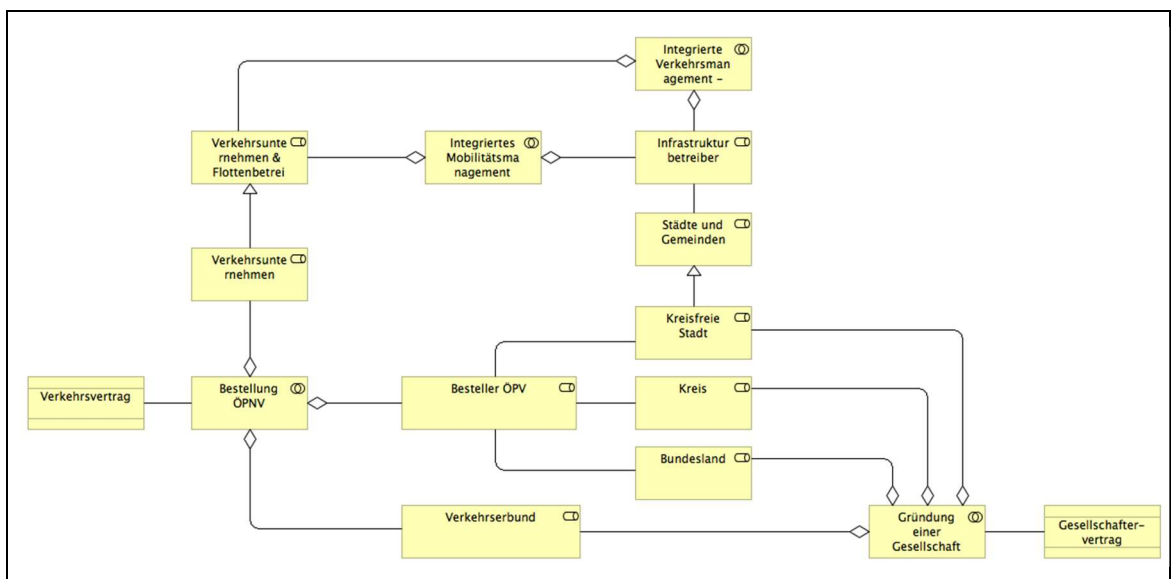 Integrierte
Verkehrsman
agement –
Verkehrsunte
rnehmen &
Flottenbetrei
Integriertes
Mobilitätsma
nagement
Infrastruktur
betreiber
Städte und
Gemeinden
Verkehrsunte
rnehmen
Kreisfreie
Stadt
Verkehrsvertrag
Bestellung
ÖPNV
Besteller ÖPV
Kreis
Bundesland
Verkehrserbund
Gründung
einer
Gesellschaft
Gesellschafter-
vertrag